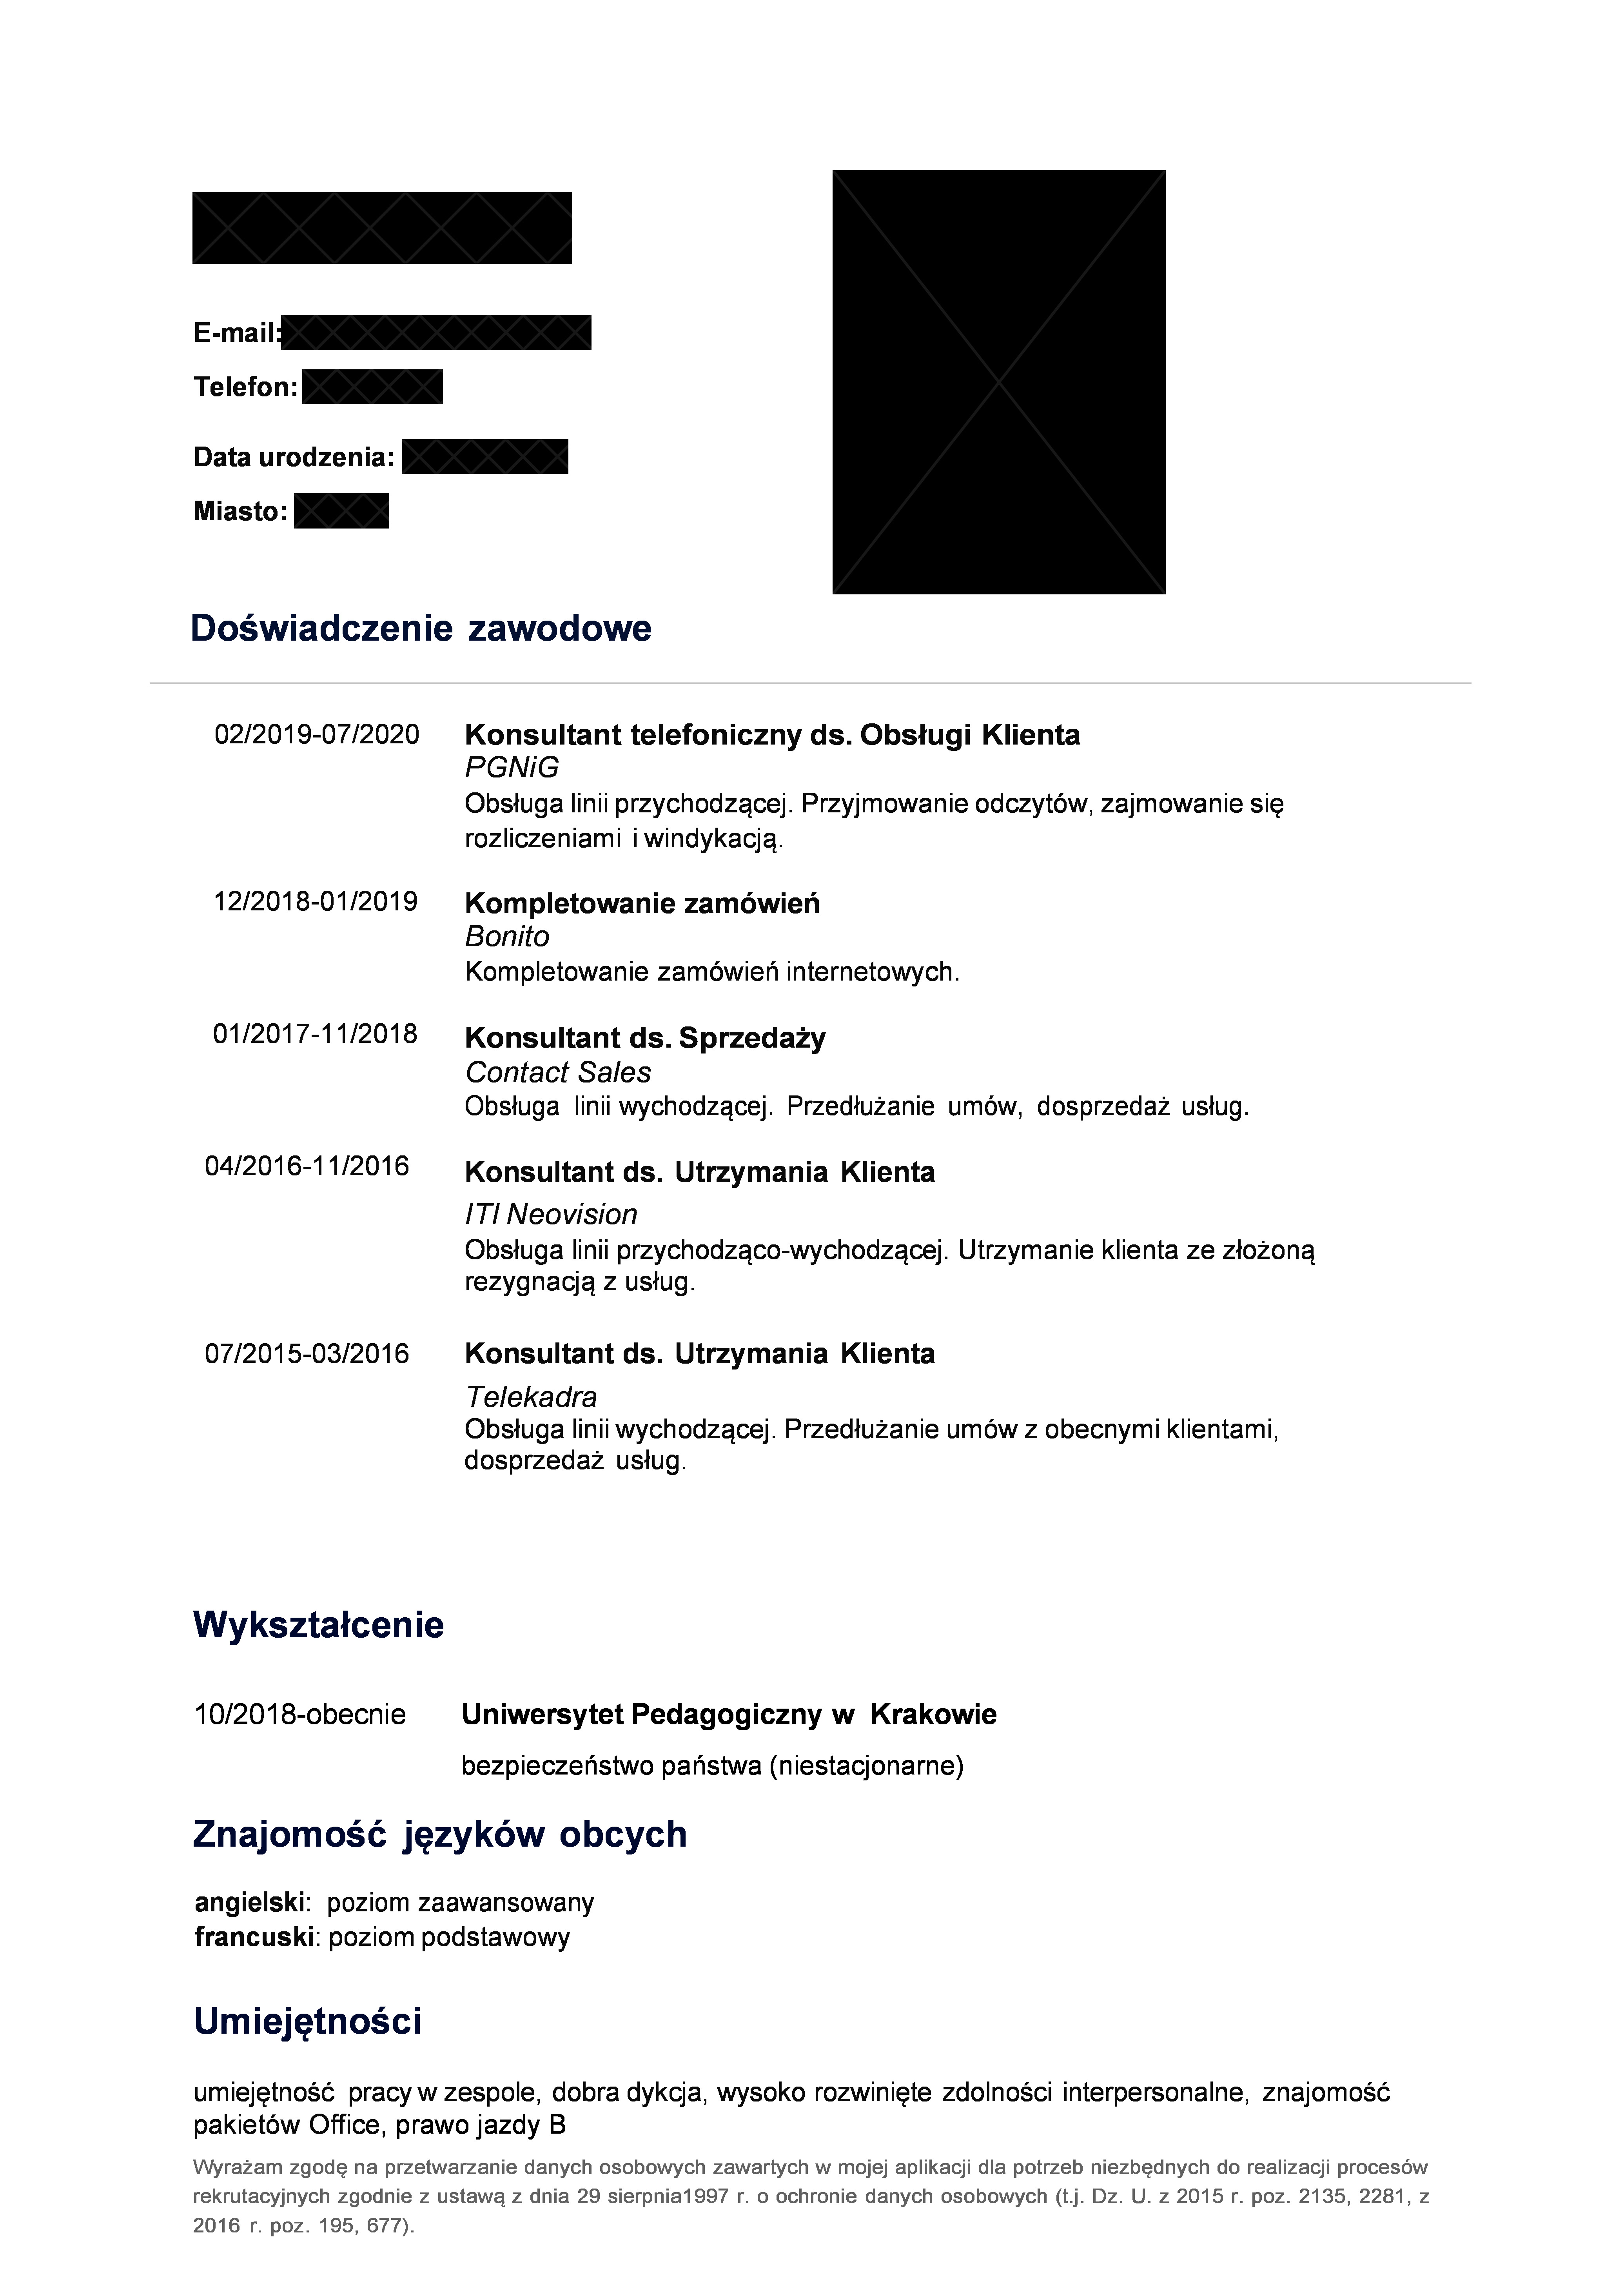 E-mail:
Telefon:
Data urodzenia:
Miasto:
Doświadczenie zawodowe
02/2019-07/2020 Konsultant telefoniczny ds. Obsługi Klienta
PGNiG
Obsługa linii przychodzącej. Przyjmowanie odczytów, zajmowanie się
rozliczeniami i windykacją.
12/2018-01/2019 Kompletowanie zamówień
Bonito
Kompletowanie zamówień internetowych.
01/2017-11/2018 Konsultant ds. Sprzedaży
Contact Sales
Obsługa linii wychodzącej. Przedłużanie umów, dosprzedaż usług.
04/2016-11/2016 Konsultant ds. Utrzymania Klienta
ITI Neovision
Obsługa linii przychodząco-wychodzącej. Utrzymanie klienta ze złożoną
rezygnacją z usług.
07/2015-03/2016 Konsultant ds. Utrzymania Klienta
Telekadra
Obsługa linii wychodzącej. Przedłużanie umów z obecnymi klientami,
dosprzedaż usług.
Wykształcenie
10/2018-obecnie Uniwersytet Pedagogiczny w Krakowie
bezpieczeństwo państwa (niestacjonarne)
Znajomość języków obcych
angielski: poziom zaawansowany
francuski: poziom podstawowy
Umiejętności
umiejętność pracy w zespole, dobra dykcja, wysoko rozwinięte zdolności interpersonalne, znajomość
pakietów Office, prawo jazdy B
Wyrażam zgodę na przetwarzanie danych osobowych zawartych w mojej aplikacji dla potrzeb niezbędnych do realizacji procesów
rekrutacyjnych zgodnie z ustawą z dnia 29 sierpnia1997 r. o ochronie danych osobowych (t.j. Dz. U. z 2015 r. poz. 2135, 2281, z
2016 r. poz. 195, 677).